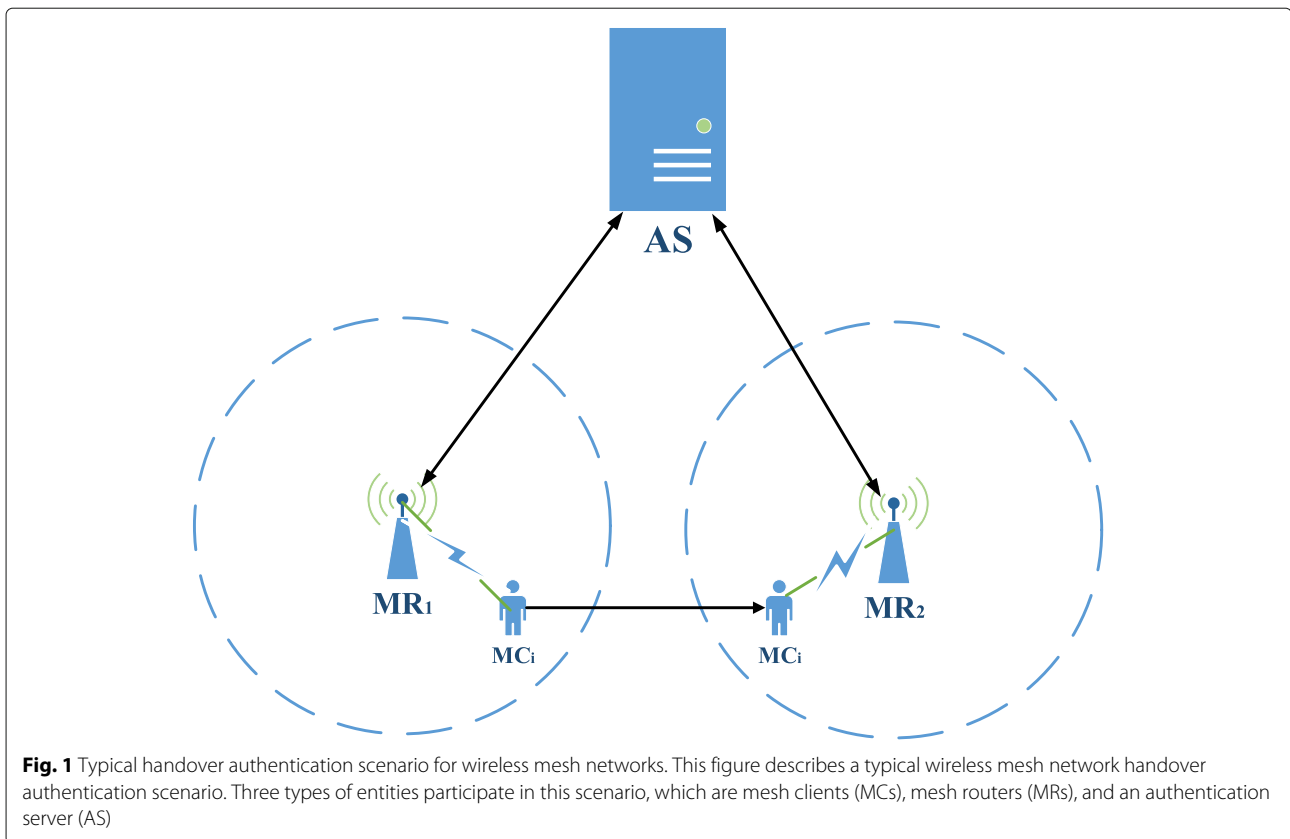 AS
MR1
MR2
MCi
MCi
Fig. 1 Typical handover authentication scenario for wireless mesh networks. This figure describes a typical wireless mesh network handover
authentication scenario. Three types of entities participate in this scenario, which are mesh clients (MCs), mesh routers (MRs), and an authentication
server (AS)